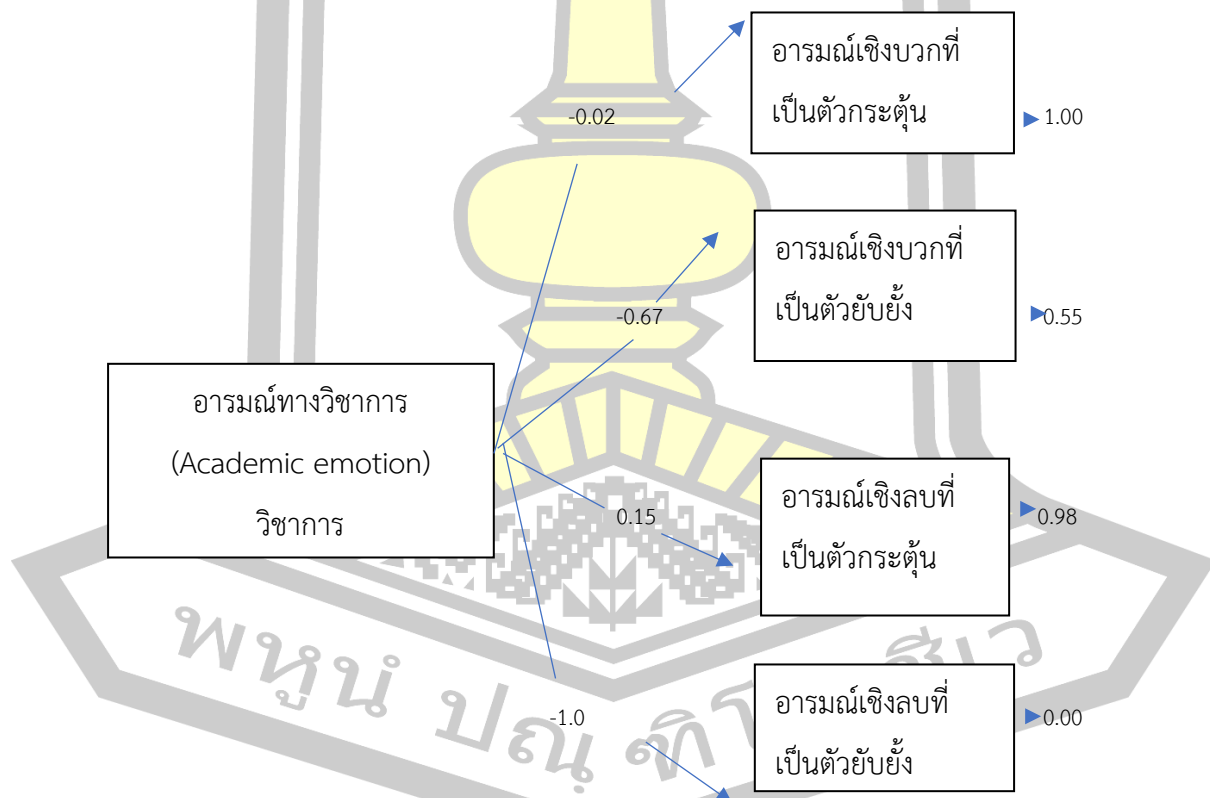 อารมณ์เชิงบวกที่
เป็นตัวกระตุ้น
-0.02
1.00
อารมณ์เชิงบวกที่
เป็นตัวยับยั้ง
-0.67
0.55
อารมณ์ทางวิชาการ
(Academic emotion)
วิชาการ
อารมณ์เชิงลบที่
เป็นตัวกระตุ้น
0.15
0.98
อารมณ์เชิงลบที่
เป็นตัวยับยั้ง
-1.0
0.00
พหูนํ ปณฺ